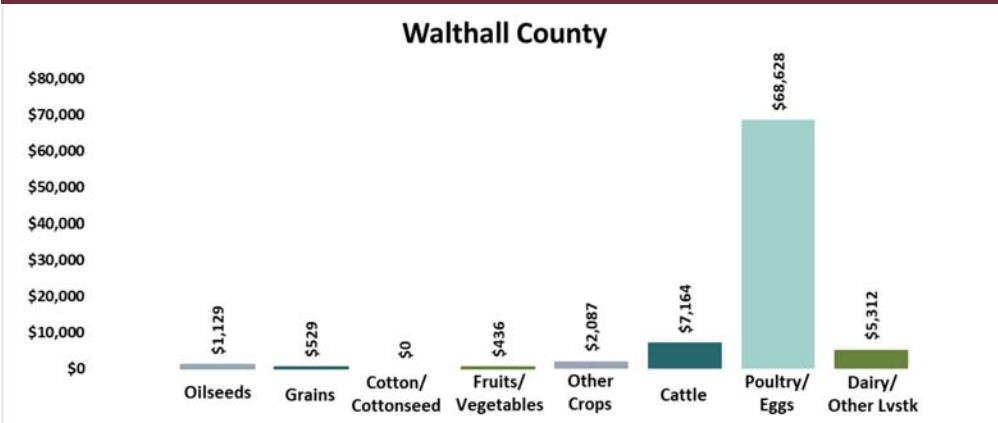 Walthall County
$80,000
$70,000
$60,000
$50,000
$40,000
$30,000
$20,000
$10,000
$0
$1,129
$529
$0
$436
$2,087
$7,164
$68,628
$5,312
Oilseeds
Grains
Cotton/
Cottonseed
Fruits/
Vegetables
Other
Crops
Cattle
Poultry/
Eggs
Dairy/
Other Lvstk